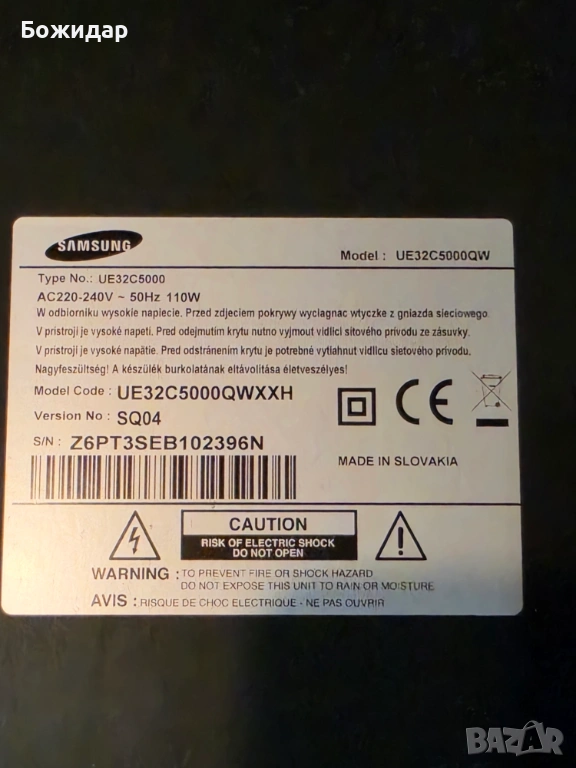 Божидар
SAMSUNG
Model : UE32C5000QW
Type No.: UE32C5000
AC220-240V ~ 50Hz 110W
W odborniku wysokie napiecie. Przed zdjeciem pokrywy wyciagnac wtyczke z gniazda sieciowego.
V pristroji je vysoké napetí. Pred odejmutím krytu nutno vyjmout vidlici sitového prívodu ze zásuvky.
V prístroji je vysoké napätie. Pred odstránením krytu je potrebné vytiahnut vidlicu sietového prívodu.
Nagyfeszültség! A készülék burkolatának eltávolítása életveszélyes!
Model Code : UE32C5000QWXXH
Version No : SQ04
S/N : Z6PT3SEB102396N
CE
MADE IN SLOVAKIA
CAUTION
RISK OF ELECTRIC SHOCK
DO NOT OPEN
WARNING : TO PREVENT FIRE OR SHOCK HAZARD
DO NOT EXPOSE THIS UNIT TO RAIN OR MOISTURE
AVIS : RISQUE DE CHOC ELECTRIQUE - NE PAS OUVRIR
BAZAR